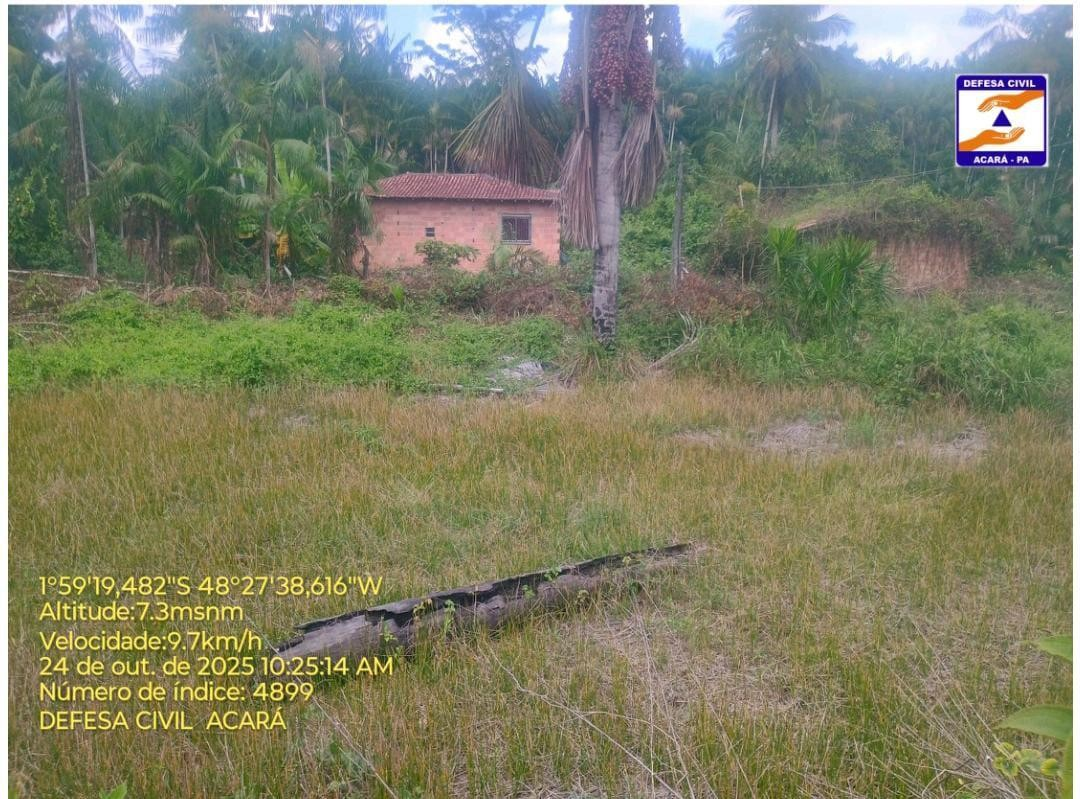 DEFESA CIVIL
ACARÁ - PA
1°59'19,482"S 48°27'38,616"W
Altitude:7.3msnm
Velocidade:9.7km/h
24 de out. de 2025 10:25:14 AM
Número de índice: 4899
DEFESA CIVIL ACARÁ